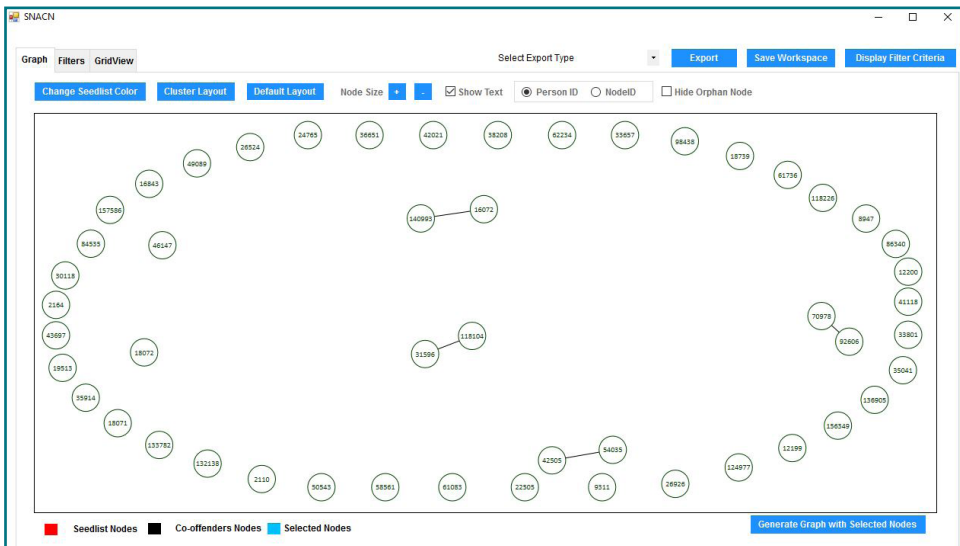 SNACN
Graph Filters GridView Select Export Type Export Save Workspace Display Filter Criteria
Change Seedlist Color Cluster Layout Default Layout Node Size + - Show Text Person ID NodeID Hide Orphan Node
24765 36651 42021 38208 62234 33657
26524 98438
49089 18739
16843 61736
118226
157586 16072 8947
140993
84535 46147 86340
30118 12200
2164 41118
70978
43697 118104 33801
92606
18072 31596
19513 35041
35914 136905
18071 156349
133782 54035 12199
132138 42505 124977
2110 26926
50543 58561 61083 22505 9311
Seedlist Nodes Co-offenders Nodes Selected Nodes Generate Graph with Selected Nodes